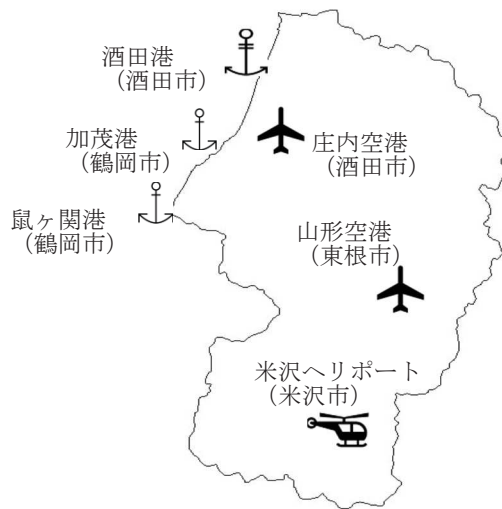 酒田港
（酒田市）
加茂港
（鶴岡市）
鼠ヶ関港
（鶴岡市）
庄内空港
（酒田市）
山形空港
（東根市）
米沢ヘリポート
（米沢市）